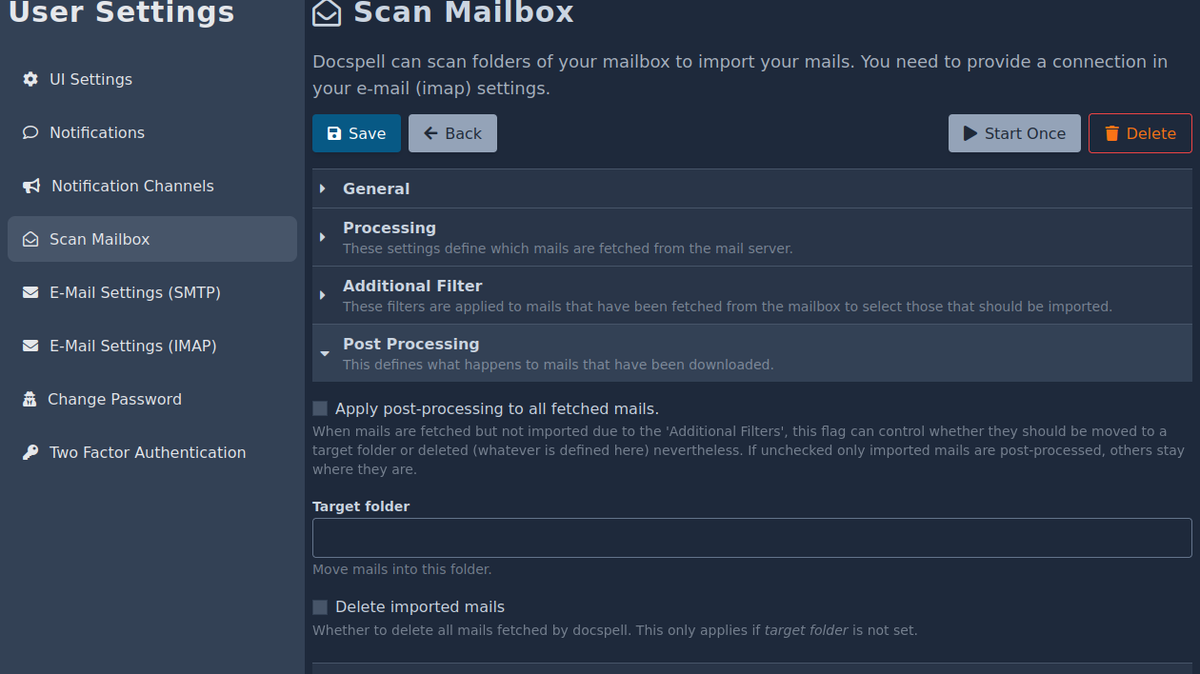 User Settings
UI Settings
Notifications
Notification Channels
Scan Mailbox
E-Mail Settings (SMTP)
E-Mail Settings (IMAP)
Change Password
Two Factor Authentication
Scan Mailbox
Docspell can scan folders of your mailbox to import your mails. You need to provide a connection in
your e-mail (imap) settings.
Save
Back
Start Once
Delete
General
Processing
These settings define which mails are fetched from the mail server.
Additional Filter
These filters are applied to mails that have been fetched from the mailbox to select those that should be imported.
Post Processing
This defines what happens to mails that have been downloaded.
Apply post-processing to all fetched mails.
When mails are fetched but not imported due to the 'Additional Filters', this flag can control whether they should be moved to a
target folder or deleted (whatever is defined here) nevertheless. If unchecked only imported mails are post-processed, others stay
where they are.
Target folder
Move mails into this folder.
Delete imported mails
Whether to delete all mails fetched by docspell. This only applies if target folder is not set.